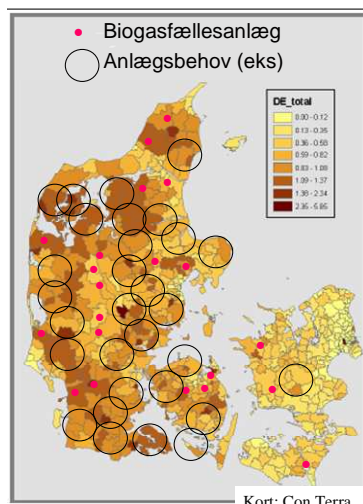 Biogasfællesanlæg
Anlægsbehov (eks)
DE_total
0.00 - 0.12
0.13 - 0.35
0.36 - 0.58
0.59 - 0.82
0.83 - 1.08
1.09 - 1.37
1.38 - 2.34
2.35 - 5.85
Kort: Con Terra